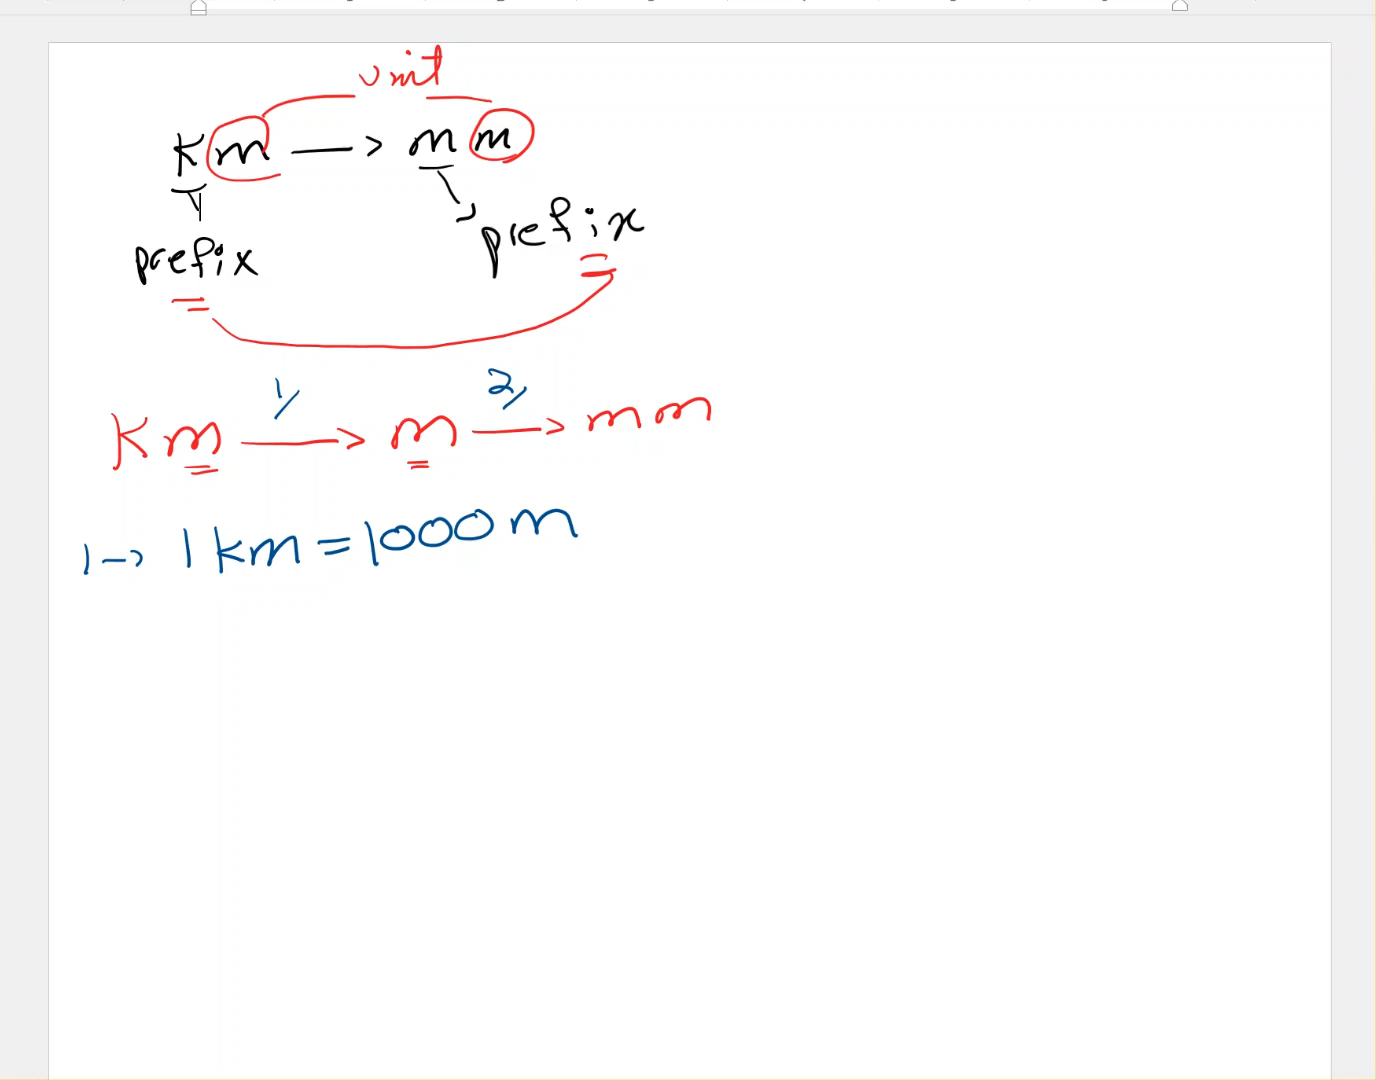 unit
Km → mm
prefix
prefix
Km 1/→ m 2/→ mm
1→ 1 km = 1000 m